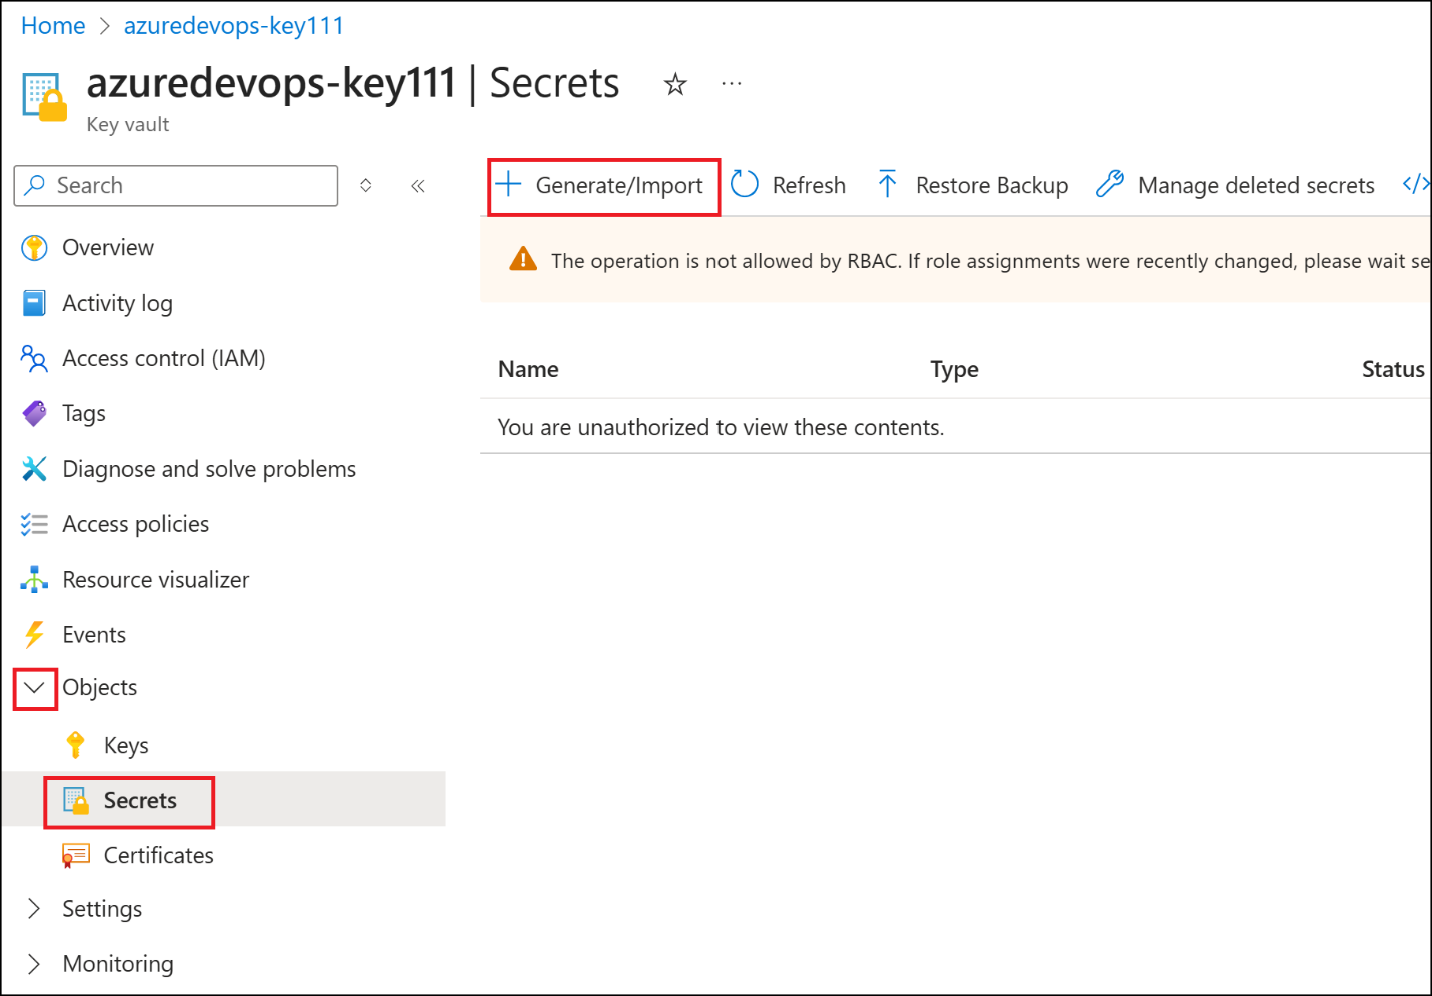 Home > azuredevops-key111
azuredevops-key111 | Secrets
Key vault
Search
Generate/Import Refresh Restore Backup Manage deleted secrets
The operation is not allowed by RBAC. If role assignments were recently changed, please wait se
Name Type Status
You are unauthorized to view these contents.
Overview
Activity log
Access control (IAM)
Tags
Diagnose and solve problems
Access policies
Resource visualizer
Events
Objects
Keys
Secrets
Certificates
Settings
Monitoring